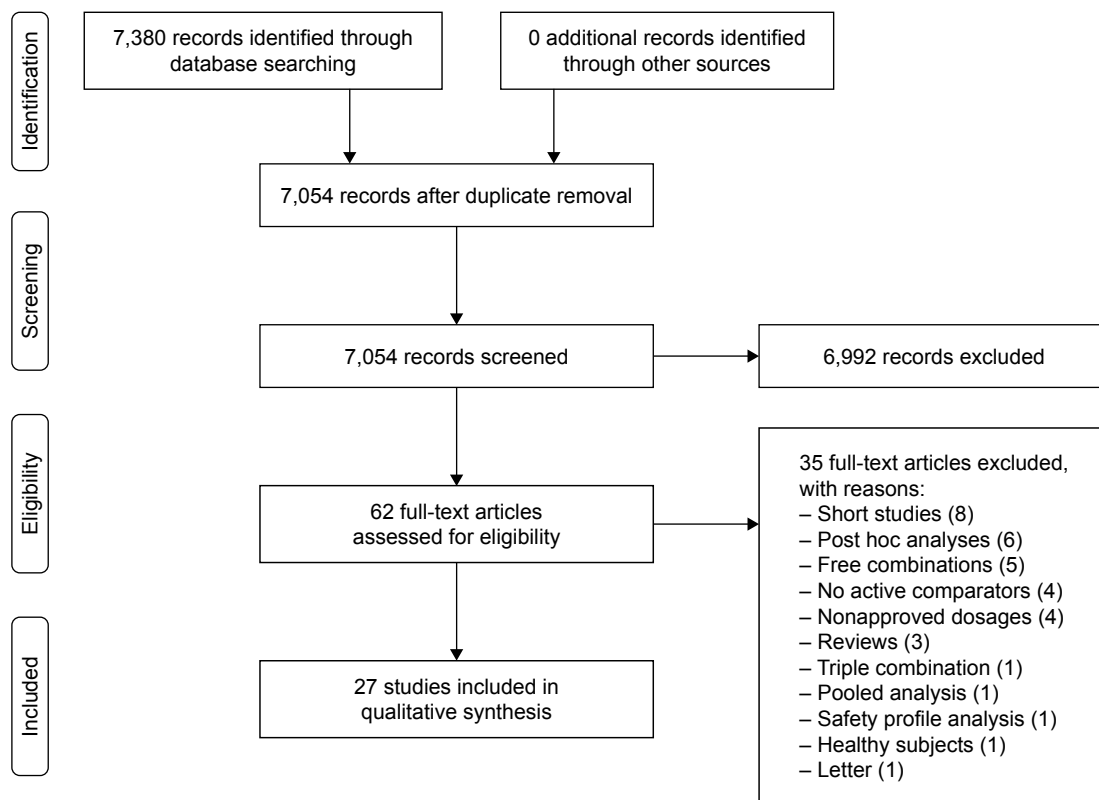 Identification
7,380 records identified through
database searching
0 additional records identified
through other sources
7,054 records after duplicate removal
Screening
7,054 records screened
6,992 records excluded
Eligibility
62 full-text articles
assessed for eligibility
35 full-text articles excluded,
with reasons:
– Short studies (8)
– Post hoc analyses (6)
– Free combinations (5)
– No active comparators (4)
– Nonapproved dosages (4)
– Reviews (3)
– Triple combination (1)
– Pooled analysis (1)
– Safety profile analysis (1)
– Healthy subjects (1)
– Letter (1)
Included
27 studies included in
qualitative synthesis